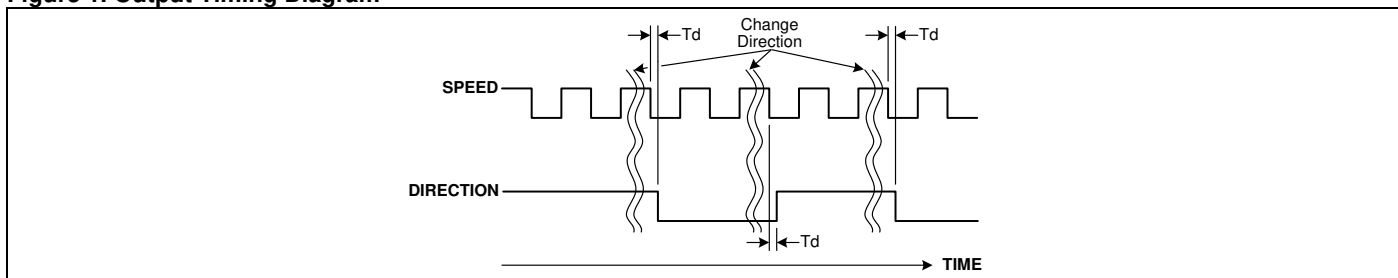 Figure 1. Output Timing Diagram
Change
Direction
Td
Td
SPEED
DIRECTION
Td
TIME